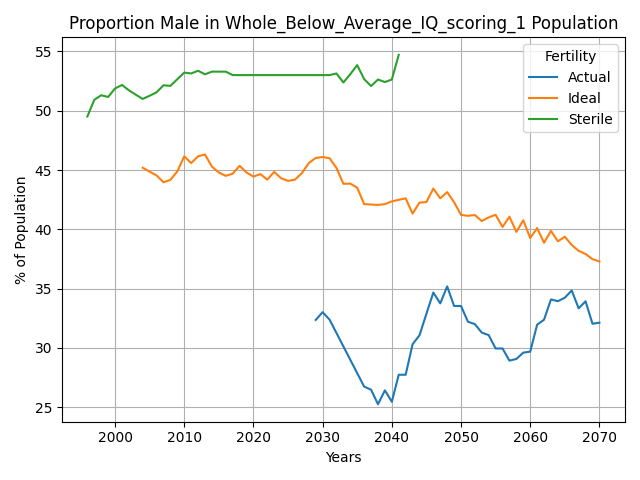 Proportion Male in Whole_Below_Average_IQ_scoring_1 Population
% of Population
55
50
45
40
35
30
25
Fertility
Actual
Ideal
Sterile
2000 2010 2020 2030 2040 2050 2060 2070
Years